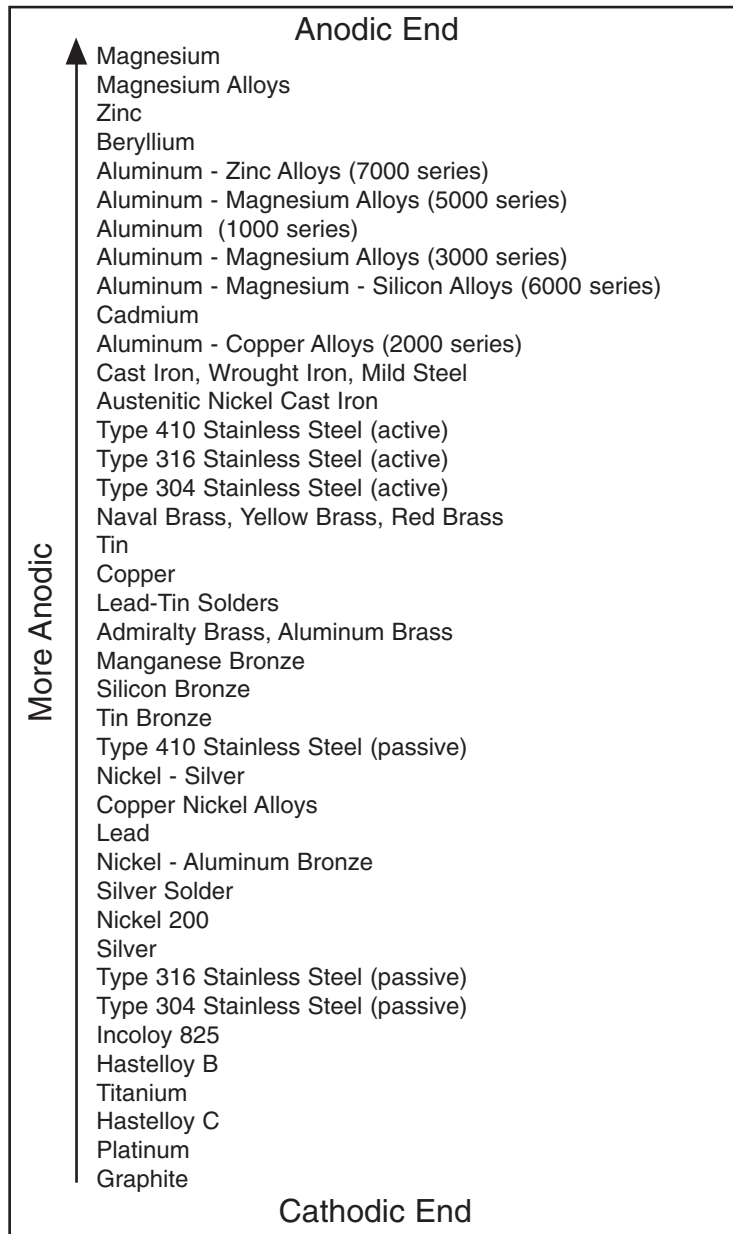 Anodic End
Magnesium
Magnesium Alloys
Zinc
Beryllium
Aluminum - Zinc Alloys (7000 series)
Aluminum - Magnesium Alloys (5000 series)
Aluminum (1000 series)
Aluminum - Magnesium Alloys (3000 series)
Aluminum - Magnesium - Silicon Alloys (6000 series)
Cadmium
Aluminum - Copper Alloys (2000 series)
Cast Iron, Wrought Iron, Mild Steel
Austenitic Nickel Cast Iron
Type 410 Stainless Steel (active)
Type 316 Stainless Steel (active)
Type 304 Stainless Steel (active)
Naval Brass, Yellow Brass, Red Brass
Tin
Copper
Lead-Tin Solders
Admiralty Brass, Aluminum Brass
Manganese Bronze
Silicon Bronze
Tin Bronze
Type 410 Stainless Steel (passive)
Nickel - Silver
Copper Nickel Alloys
Lead
Nickel - Aluminum Bronze
Silver Solder
Nickel 200
Silver
Type 316 Stainless Steel (passive)
Type 304 Stainless Steel (passive)
Incoloy 825
Hastelloy B
Titanium
Hastelloy C
Platinum
Graphite
Cathodic End
More Anodic